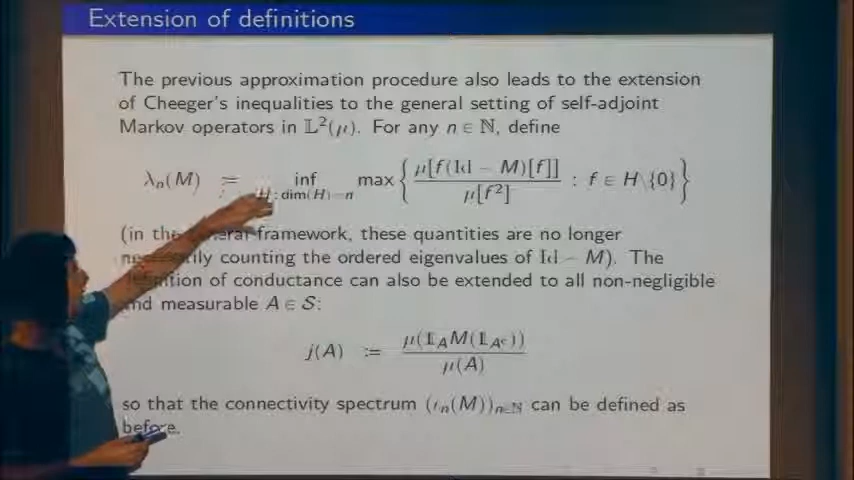 Extension of definitions
The previous approximation procedure also leads to the extension
of Cheeger's inequalities to the general setting of self-adjoint
Markov operators in 𝕃²(μ). For any n ∈ ℕ, define
λₙ(M) := inf_{H : dim(H)=n} max { μ[f(Id − M)[f]] / μ[f²] : f ∈ H\{0} }
(in the general framework, these quantities are no longer
necessarily counting the ordered eigenvalues of Id − M). The
definition of conductance can also be extended to all non-negligible
and measurable A ∈ 𝒮:
j(A) := μ(𝟙_A M(𝟙_{Aᶜ})) / μ(A)
so that the connectivity spectrum (ιₙ(M))_{n∈ℕ} can be defined as
before.